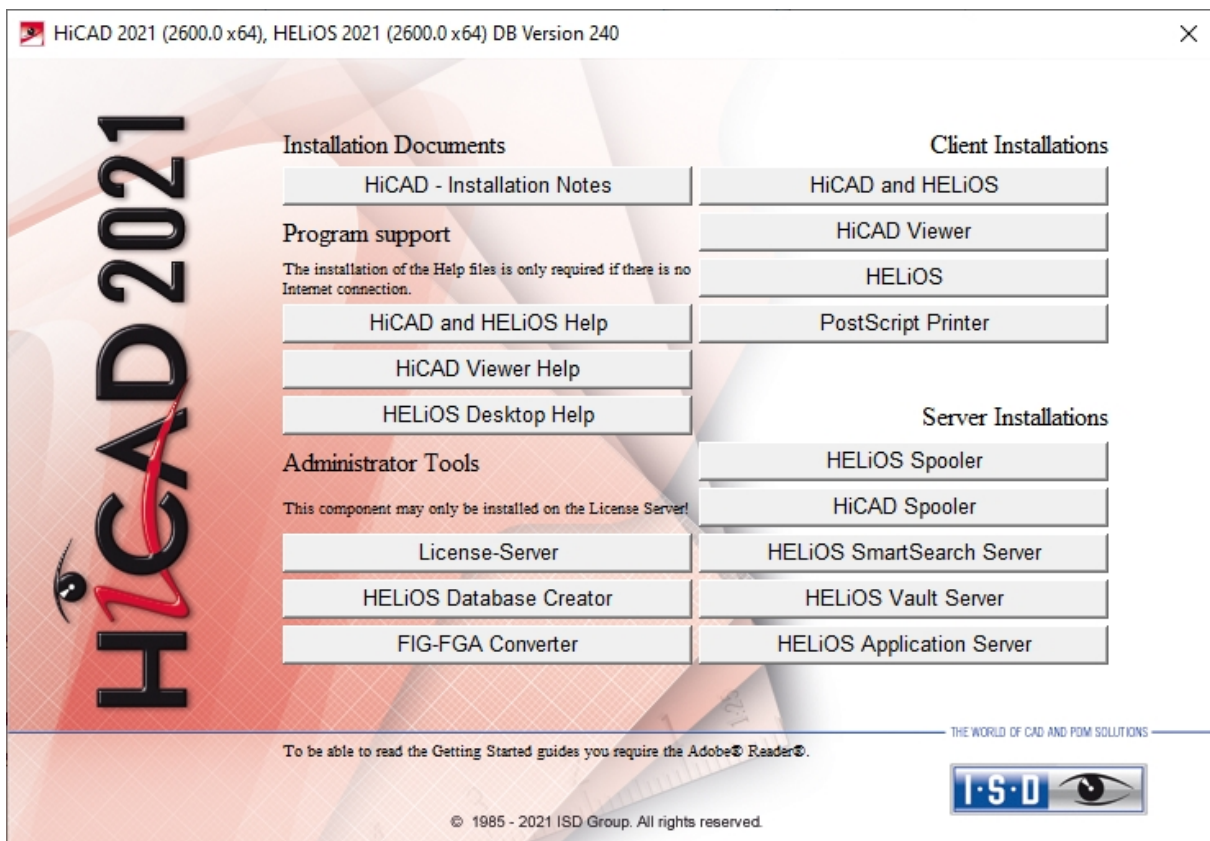 HiCAD 2021 (2600.0 x64), HELiOS 2021 (2600.0 x64) DB Version 240
HiCAD 2021
Installation Documents
HiCAD - Installation Notes
Program support
The installation of the Help files is only required if there is no
Internet connection.
HiCAD and HELiOS Help
HiCAD Viewer Help
HELiOS Desktop Help
Administrator Tools
This component may only be installed on the License Server!
License-Server
HELiOS Database Creator
FIG-FGA Converter
Client Installations
HiCAD and HELiOS
HiCAD Viewer
HELiOS
PostScript Printer
Server Installations
HELiOS Spooler
HiCAD Spooler
HELiOS SmartSearch Server
HELiOS Vault Server
HELiOS Application Server
1:25
THE WORLD OF CAD AND PDM SOLUTIONS
To be able to read the Getting Started guides you require the Adobe® Reader®.
I·S·D
© 1985 - 2021 ISD Group. All rights reserved.